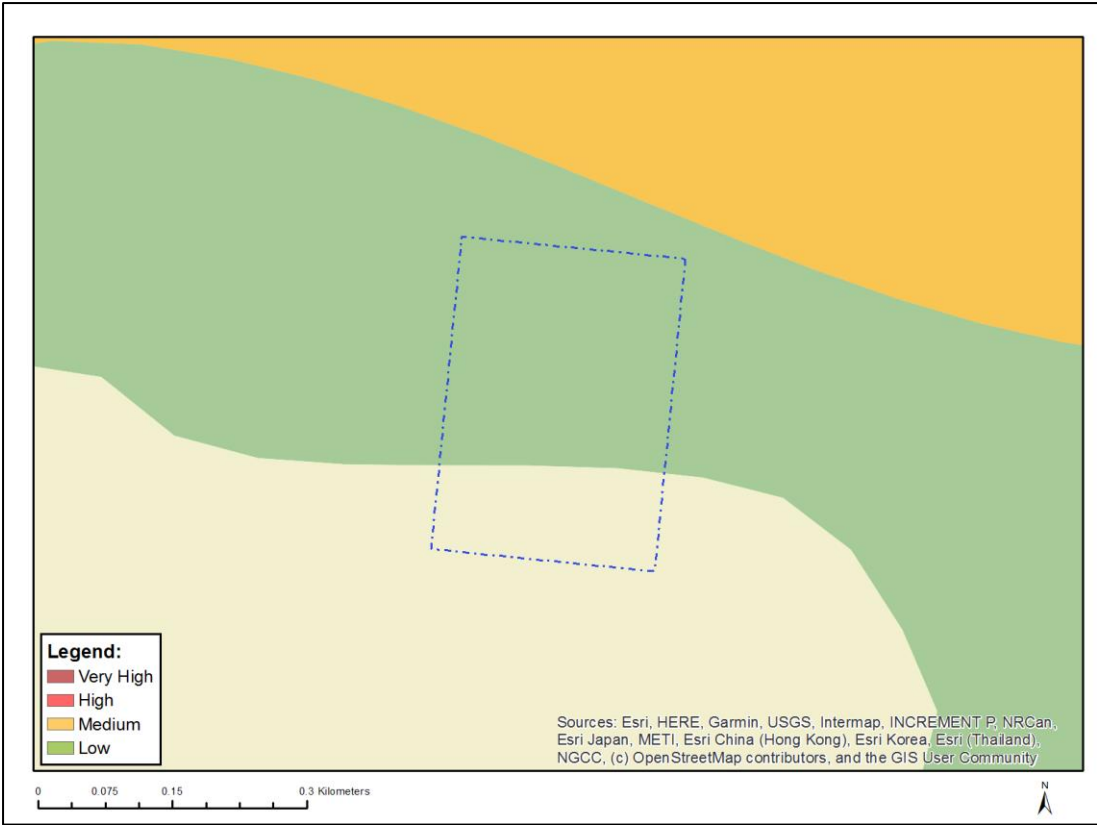 Legend:
Very High
High
Medium
Low
Sources: Esri, HERE, Garmin, USGS, Intermap, INCREMENT P, NRCan,
Esri Japan, METI, Esri China (Hong Kong), Esri Korea, Esri (Thailand),
NGCC, (c) OpenStreetMap contributors, and the GIS User Community
0 0.075 0.15 0.3 Kilometers
N